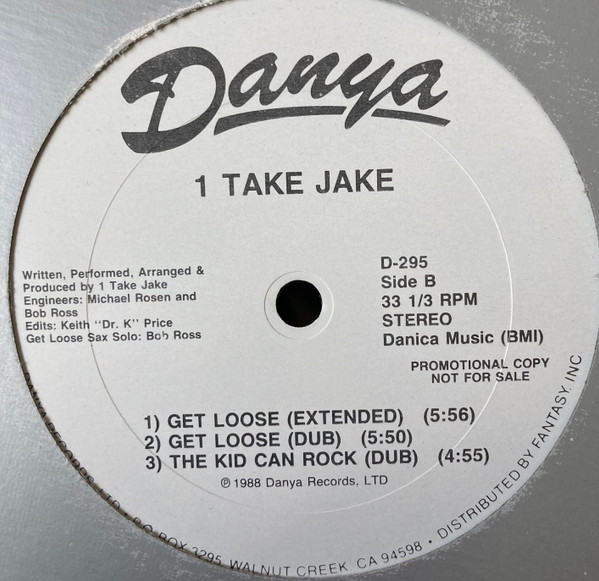 Danya
1 TAKE JAKE
Written, Performed, Arranged &
Produced by 1 Take Jake
Engineers: Michael Rosen and
Bob Ross
Edits: Keith "Dr. K" Price
Get Loose Sax Solo: Bob Ross
D-295
Side B
33 1/3 RPM
STEREO
Danica Music (BMI)
PROMOTIONAL COPY
NOT FOR SALE
1) GET LOOSE (EXTENDED) (5:56)
2) GET LOOSE (DUB) (5:50)
3) THE KID CAN ROCK (DUB) (4:55)
℗ 1988 Danya Records, LTD
BOX 3295, WALNUT CREEK, CA 94598 • DISTRIBUTED BY FANTASY, INC.